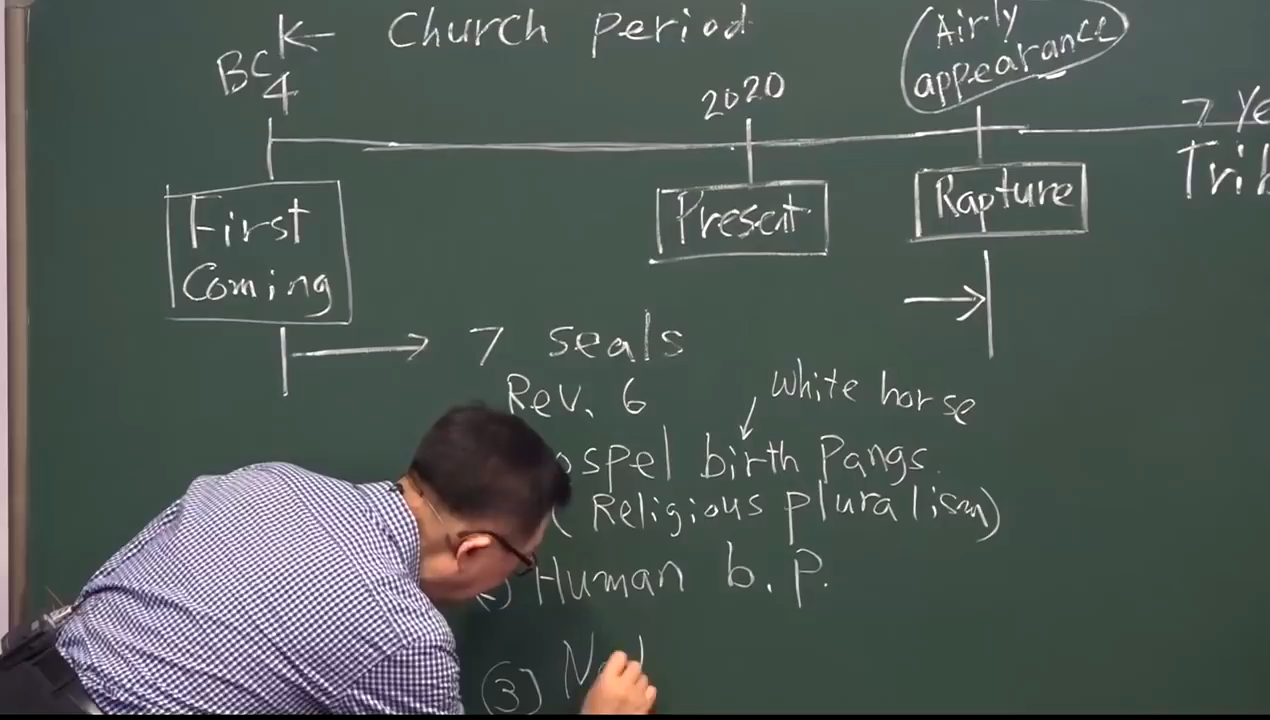 K← Church period
BC 4
2020
Airly
appearance
7 Ye
Trib
First
Coming
Present
Rapture
→ 7 seals
Rev. 6
white horse
ospel birth pangs.
(Religious pluralism)
Human b. p.
(3)